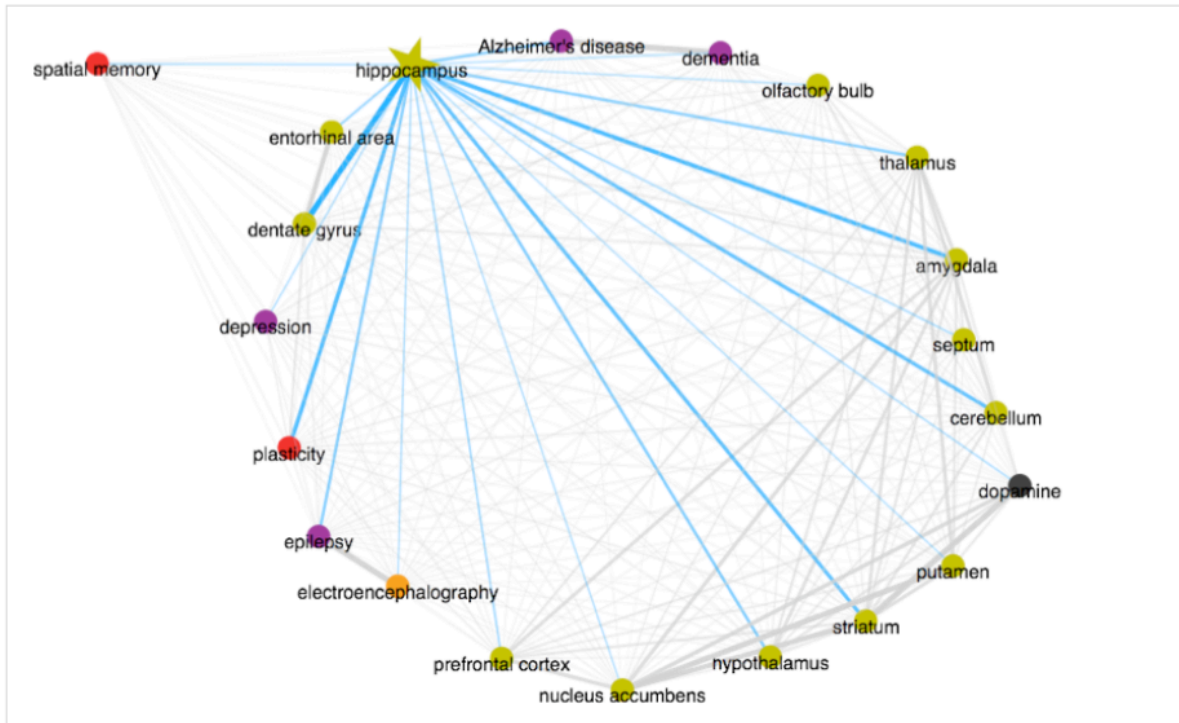 Alzheimer's disease
dementia
spatial memory
hippocampus
olfactory bulb
entorhinal area
thalamus
dentate gyrus
amygdala
depression
septum
cerebellum
plasticity
dopamine
epilepsy
putamen
electroencephalography
striatum
prefrontal cortex
hypothalamus
nucleus accumbens